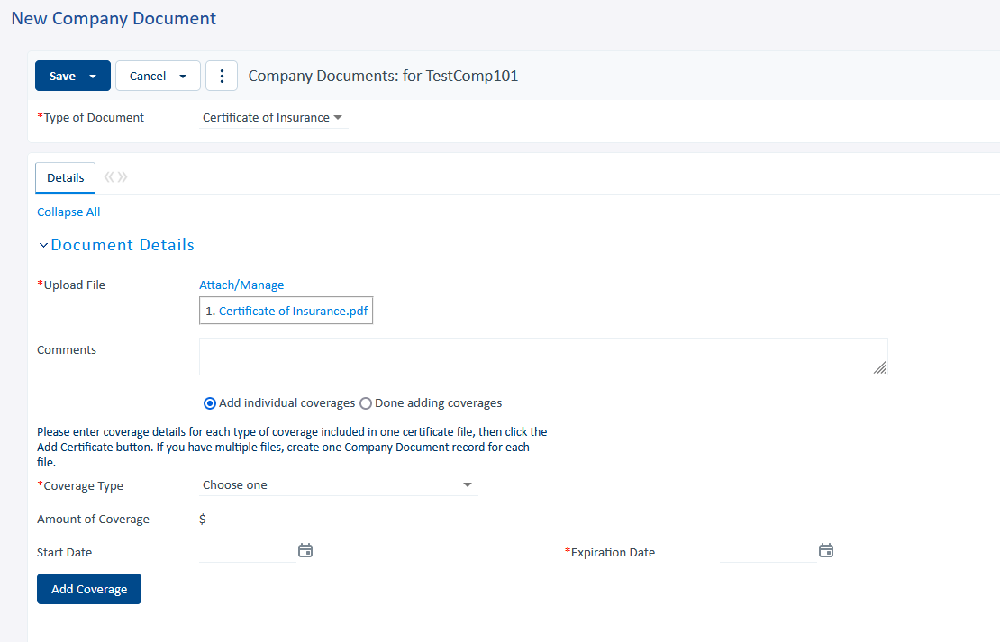 New Company Document
Save Cancel Company Documents: for TestComp101
*Type of Document Certificate of Insurance
Details
Collapse All
Document Details
*Upload File Attach/Manage
1. Certificate of Insurance.pdf
Comments
Add individual coverages Done adding coverages
Please enter coverage details for each type of coverage included in one certificate file, then click the
Add Certificate button. If you have multiple files, create one Company Document record for each
file.
*Coverage Type Choose one
Amount of Coverage $
Start Date *Expiration Date
Add Coverage